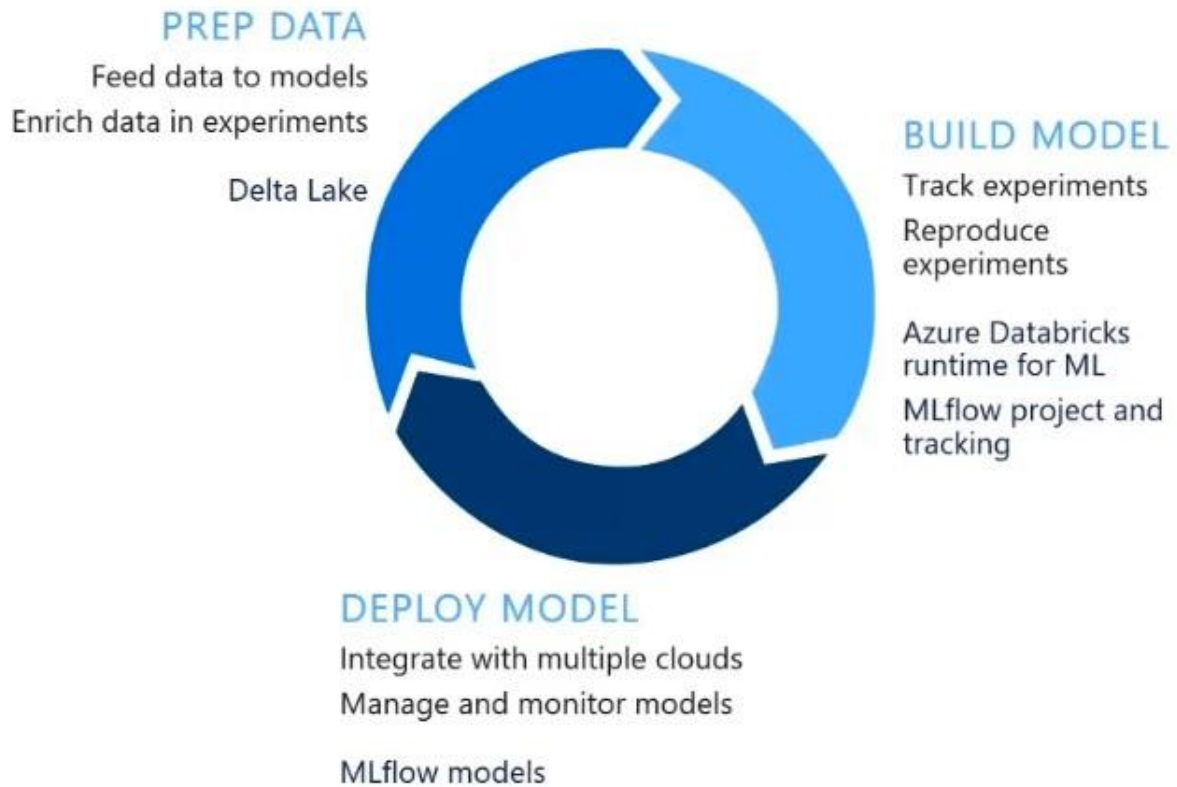 PREP DATA
Feed data to models
Enrich data in experiments
Delta Lake
BUILD MODEL
Track experiments
Reproduce
experiments
Azure Databricks
runtime for ML
MLflow project and
tracking
DEPLOY MODEL
Integrate with multiple clouds
Manage and monitor models
MLflow models